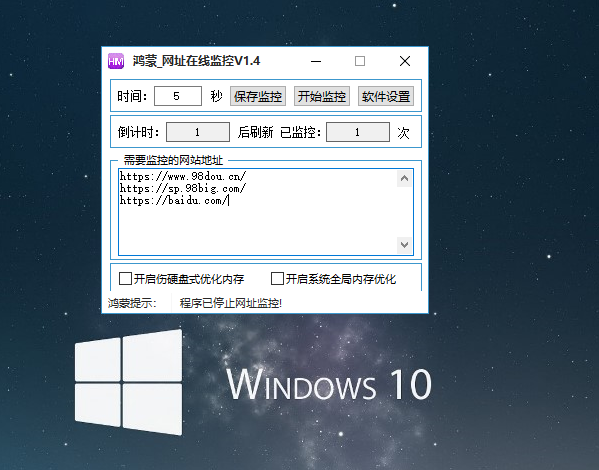 HM 鸿蒙_网址在线监控V1.4
时间: 5 秒 保存监控 开始监控 软件设置
倒计时: 1 后刷新 已监控: 1 次
需要监控的网站地址
https://www.98dou.cn/
https://sp.98big.com/
https://baidu.com/
开启伤硬盘式优化内存 开启系统全局内存优化
鸿蒙提示: 程序已停止网址监控!
Windows 10